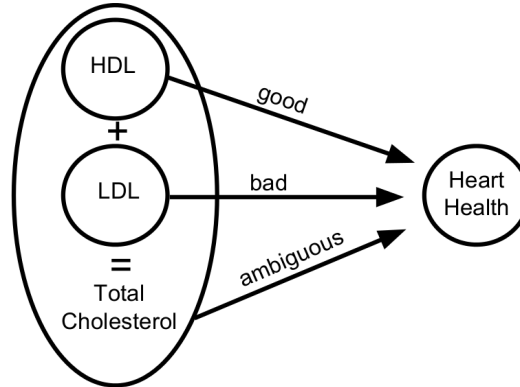 HDL
+
LDL
=
Total
Cholesterol
good
bad
ambiguous
Heart
Health